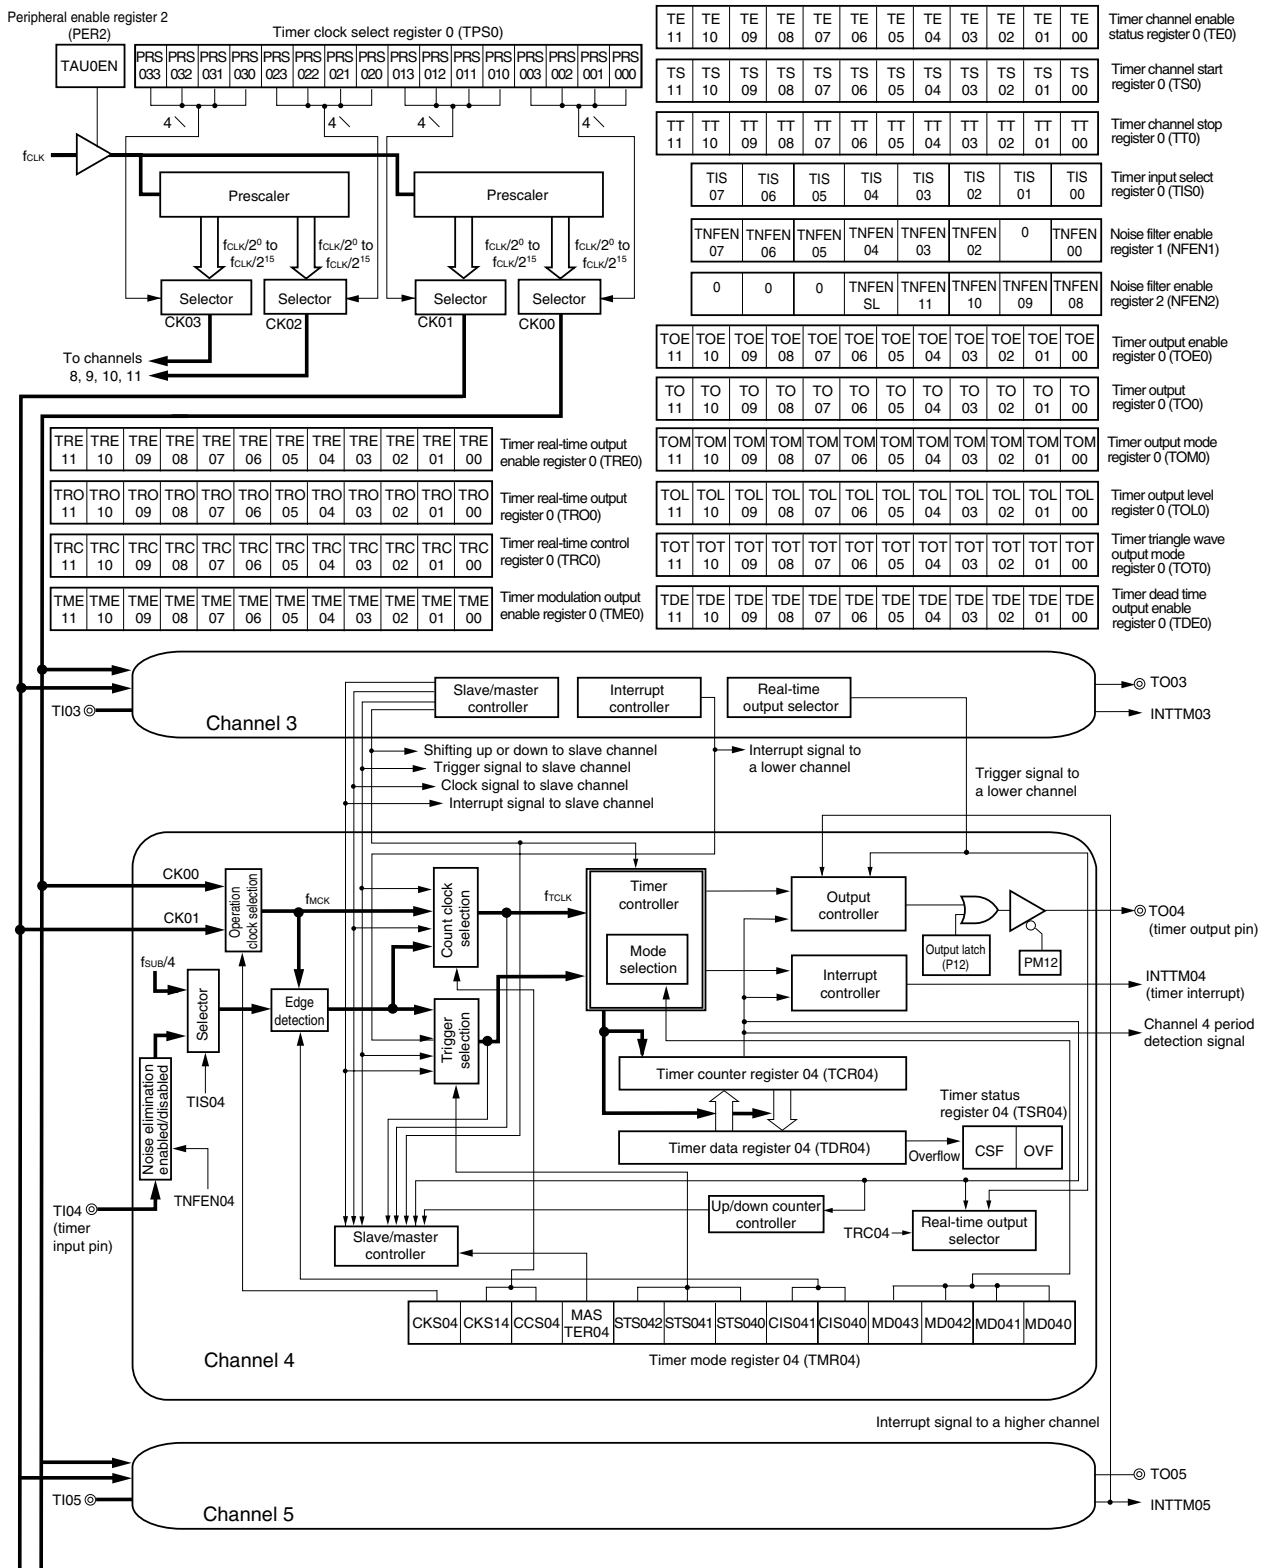 Peripheral enable register 2
(PER2)
TAU0EN
Timer clock select register 0 (TPS0)
PRS PRS PRS PRS PRS PRS PRS PRS PRS PRS PRS PRS PRS PRS PRS PRS
033 032 031 030 023 022 021 020 013 012 011 010 003 002 001 000
4 4 4 4
fCLK
Prescaler
Prescaler
fCLK/2^0 to
fCLK/2^15
fCLK/2^0 to
fCLK/2^15
fCLK/2^0 to
fCLK/2^15
fCLK/2^0 to
fCLK/2^15
Selector
Selector
Selector
Selector
CK03
CK02
CK01
CK00
To channels
8, 9, 10, 11
TE TE TE TE TE TE TE TE TE TE TE TE
11 10 09 08 07 06 05 04 03 02 01 00
Timer channel enable
status register 0 (TE0)
TS TS TS TS TS TS TS TS TS TS TS TS
11 10 09 08 07 06 05 04 03 02 01 00
Timer channel start
register 0 (TS0)
TT TT TT TT TT TT TT TT TT TT TT TT
11 10 09 08 07 06 05 04 03 02 01 00
Timer channel stop
register 0 (TT0)
TIS TIS TIS TIS TIS TIS TIS TIS
07 06 05 04 03 02 01 00
Timer input select
register 0 (TIS0)
TNFEN TNFEN TNFEN TNFEN TNFEN TNFEN 0 TNFEN
07 06 05 04 03 02 00
Noise filter enable
register 1 (NFEN1)
0 0 0 TNFEN TNFEN TNFEN TNFEN TNFEN
SL 11 10 09 08
Noise filter enable
register 2 (NFEN2)
TOE TOE TOE TOE TOE TOE TOE TOE TOE TOE TOE TOE
11 10 09 08 07 06 05 04 03 02 01 00
Timer output enable
register 0 (TOE0)
TO TO TO TO TO TO TO TO TO TO TO TO
11 10 09 08 07 06 05 04 03 02 01 00
Timer output
register 0 (TO0)
TOM TOM TOM TOM TOM TOM TOM TOM TOM TOM TOM TOM
11 10 09 08 07 06 05 04 03 02 01 00
Timer output mode
register 0 (TOM0)
TOL TOL TOL TOL TOL TOL TOL TOL TOL TOL TOL TOL
11 10 09 08 07 06 05 04 03 02 01 00
Timer output level
register 0 (TOL0)
TOT TOT TOT TOT TOT TOT TOT TOT TOT TOT TOT TOT
11 10 09 08 07 06 05 04 03 02 01 00
Timer triangle wave
output mode
register 0 (TOT0)
TDE TDE TDE TDE TDE TDE TDE TDE TDE TDE TDE TDE
11 10 09 08 07 06 05 04 03 02 01 00
Timer dead time
output enable
register 0 (TDE0)
TRE TRE TRE TRE TRE TRE TRE TRE TRE TRE TRE TRE
11 10 09 08 07 06 05 04 03 02 01 00
Timer real-time output
enable register 0 (TRE0)
TRO TRO TRO TRO TRO TRO TRO TRO TRO TRO TRO TRO
11 10 09 08 07 06 05 04 03 02 01 00
Timer real-time output
register 0 (TRO0)
TRC TRC TRC TRC TRC TRC TRC TRC TRC TRC TRC TRC
11 10 09 08 07 06 05 04 03 02 01 00
Timer real-time control
register 0 (TRC0)
TME TME TME TME TME TME TME TME TME TME TME TME
11 10 09 08 07 06 05 04 03 02 01 00
Timer modulation output
enable register 0 (TME0)
TI03
Channel 3
Slave/master
controller
Interrupt
controller
Real-time
output selector
TO03
INTTM03
Shifting up or down to slave channel
Trigger signal to slave channel
Clock signal to slave channel
Interrupt signal to slave channel
Interrupt signal to
a lower channel
Trigger signal to
a lower channel
CK00
CK01
Operation
clock selection
fMCK
Count clock
selection
fTCLK
Timer
controller
Mode
selection
Output
controller
Output latch
(P12)
PM12
TO04
(timer output pin)
Interrupt
controller
INTTM04
(timer interrupt)
Channel 4 period
detection signal
fSUB/4
Selector
Edge
detection
Trigger
selection
TIS04
Noise elimination
enabled/disabled
TNFEN04
TI04
(timer
input pin)
Timer counter register 04 (TCR04)
Timer data register 04 (TDR04)
Timer status
register 04 (TSR04)
Overflow
CSF OVF
Up/down counter
controller
TRC04
Real-time output
selector
Slave/master
controller
CKS04 CKS14 CCS04 MAS TER04 STS042 STS041 STS040 CIS041 CIS040 MD043 MD042 MD041 MD040
Timer mode register 04 (TMR04)
Channel 4
Interrupt signal to a higher channel
TI05
Channel 5
TO05
INTTM05